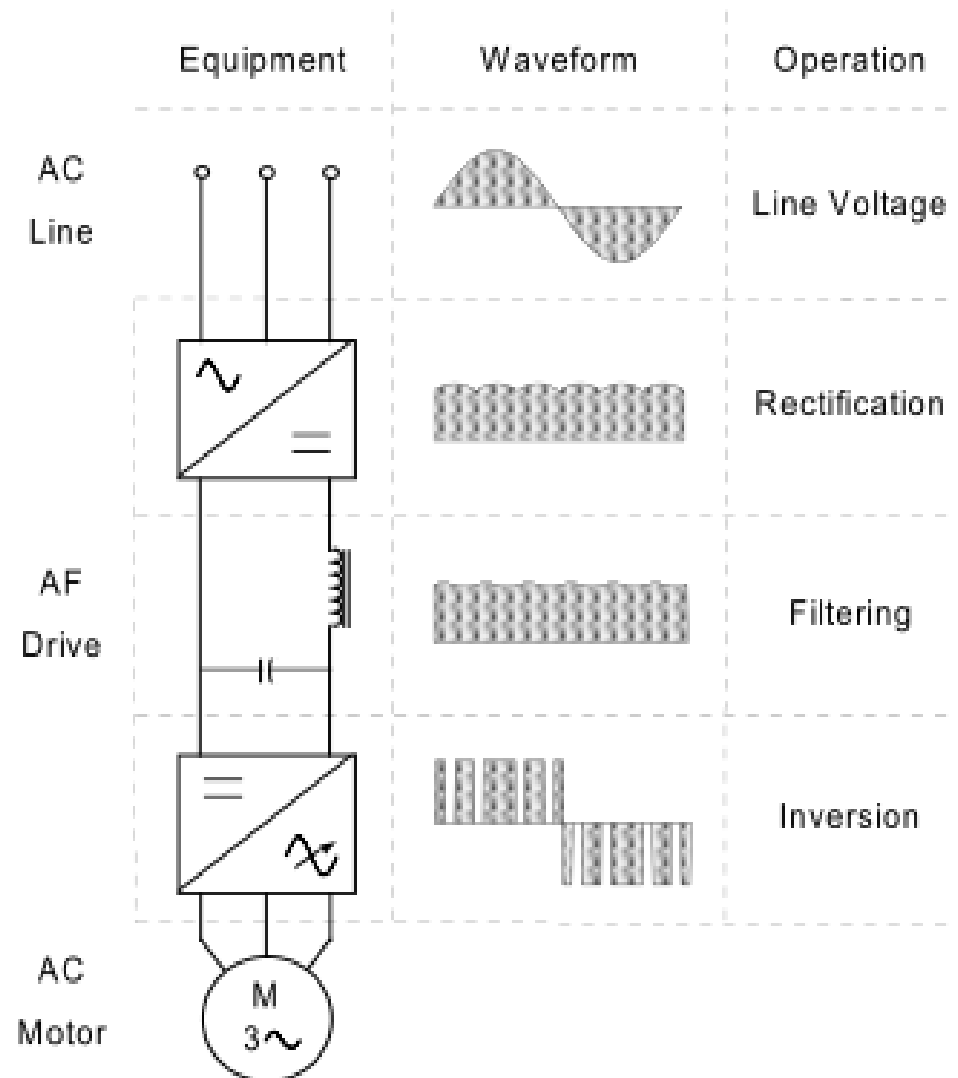 Equipment Waveform Operation
AC
Line
Line Voltage
Rectification
AF
Drive
Filtering
Inversion
AC
Motor
M
3~